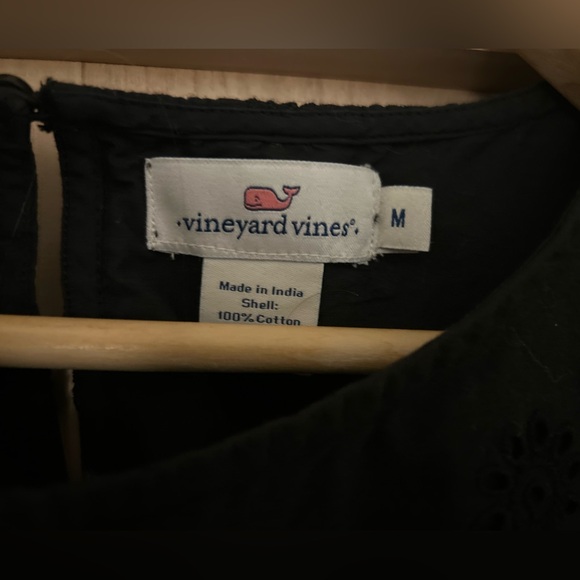 vineyard vines®
M
Made in India
Shell:
100% Cotton